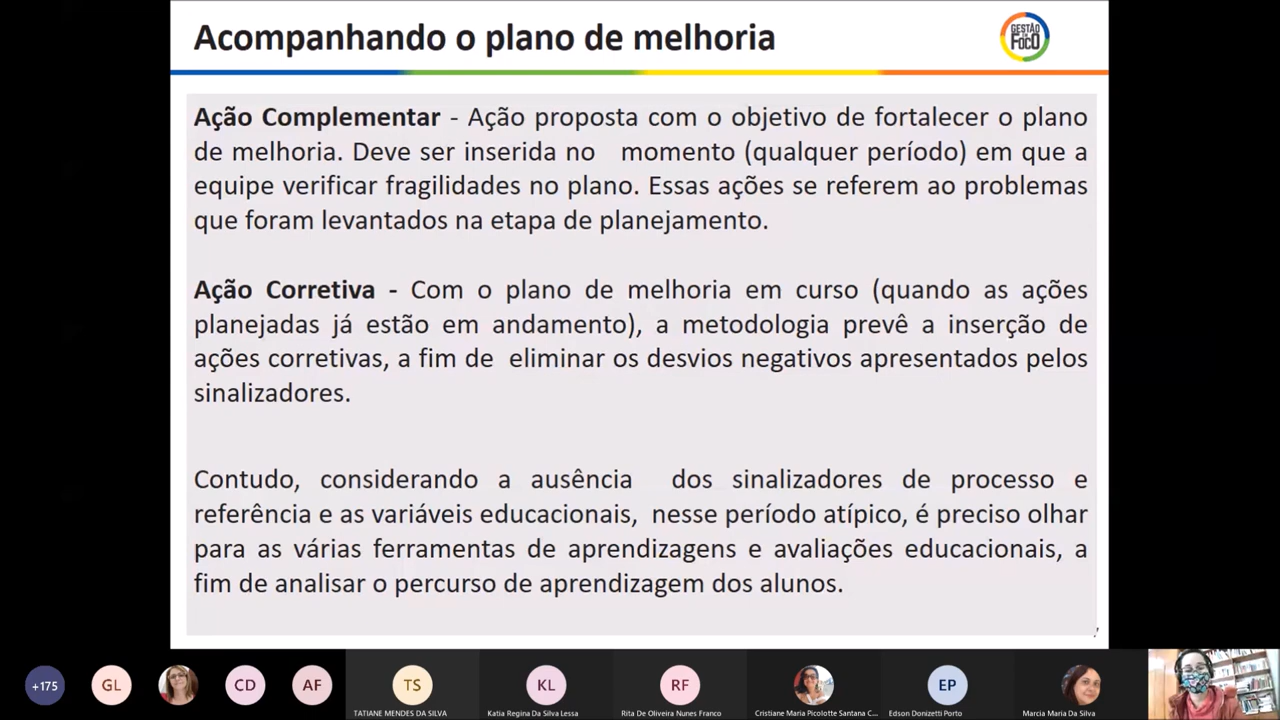 Acompanhando o plano de melhoria
GESTÃO
EM
FOCO
Ação Complementar - Ação proposta com o objetivo de fortalecer o plano
de melhoria. Deve ser inserida no momento (qualquer período) em que a
equipe verificar fragilidades no plano. Essas ações se referem ao problemas
que foram levantados na etapa de planejamento.
Ação Corretiva - Com o plano de melhoria em curso (quando as ações
planejadas já estão em andamento), a metodologia prevê a inserção de
ações corretivas, a fim de eliminar os desvios negativos apresentados pelos
sinalizadores.
Contudo, considerando a ausência dos sinalizadores de processo e
referência e as variáveis educacionais, nesse período atípico, é preciso olhar
para as várias ferramentas de aprendizagens e avaliações educacionais, a
fim de analisar o percurso de aprendizagem dos alunos.
+175
GL
CD
AF
TS
KL
RF
EP
TATIANE MENDES DA SILVA
Katia Regina Da Silva Lessa
Rita De Oliveira Nunes Franco
Cristiane Maria Picolotte Santana C...
Edson Donizetti Porto
Marcia Maria Da Silva